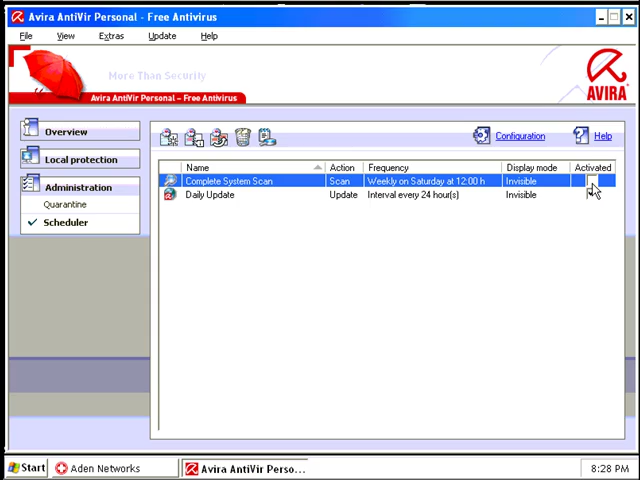 Avira AntiVir Personal - Free Antivirus
File View Extras Update Help
More Than Security
Avira AntiVir Personal – Free Antivirus
AVIRA
Overview
Local protection
Administration
Quarantine
Scheduler
Configuration Help
Name Action Frequency Display mode Activated
Complete System Scan Scan Weekly on Saturday at 12:00 h Invisible
Daily Update Update Interval every 24 hour(s) Invisible
Start Aden Networks Avira AntiVir Perso... 8:28 PM